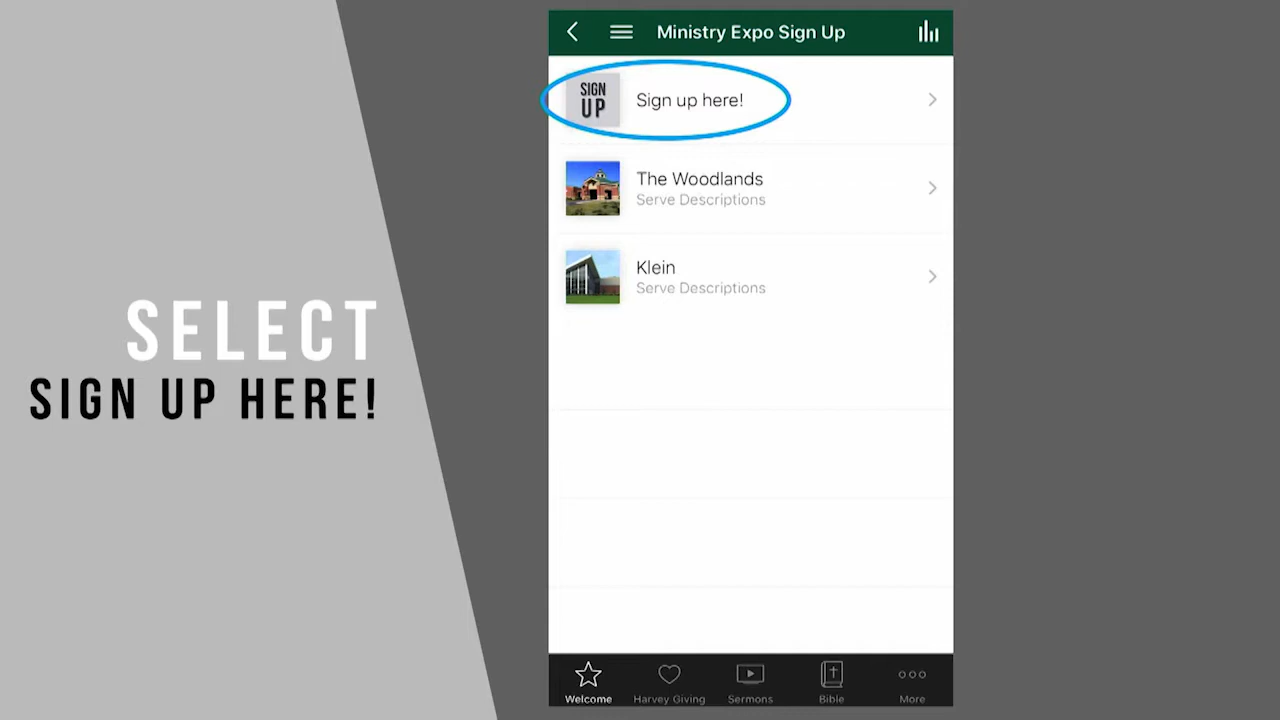 SELECT
SIGN UP HERE!
Ministry Expo Sign Up
SIGN
UP
Sign up here!
The Woodlands
Serve Descriptions
Klein
Serve Descriptions
Welcome
Harvey Giving
Sermons
Bible
More